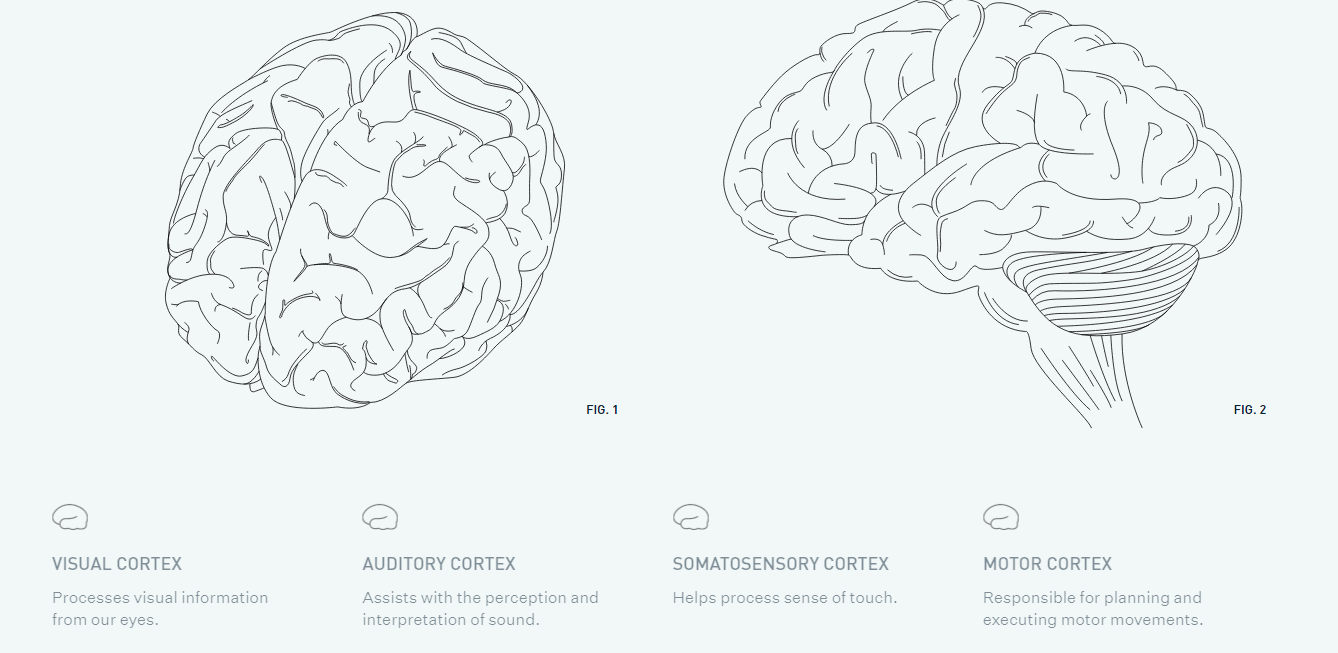 FIG. 1
FIG. 2
VISUAL CORTEX
Processes visual information
from our eyes.
AUDITORY CORTEX
Assists with the perception and
interpretation of sound.
SOMATOSENSORY CORTEX
Helps process sense of touch.
MOTOR CORTEX
Responsible for planning and
executing motor movements.